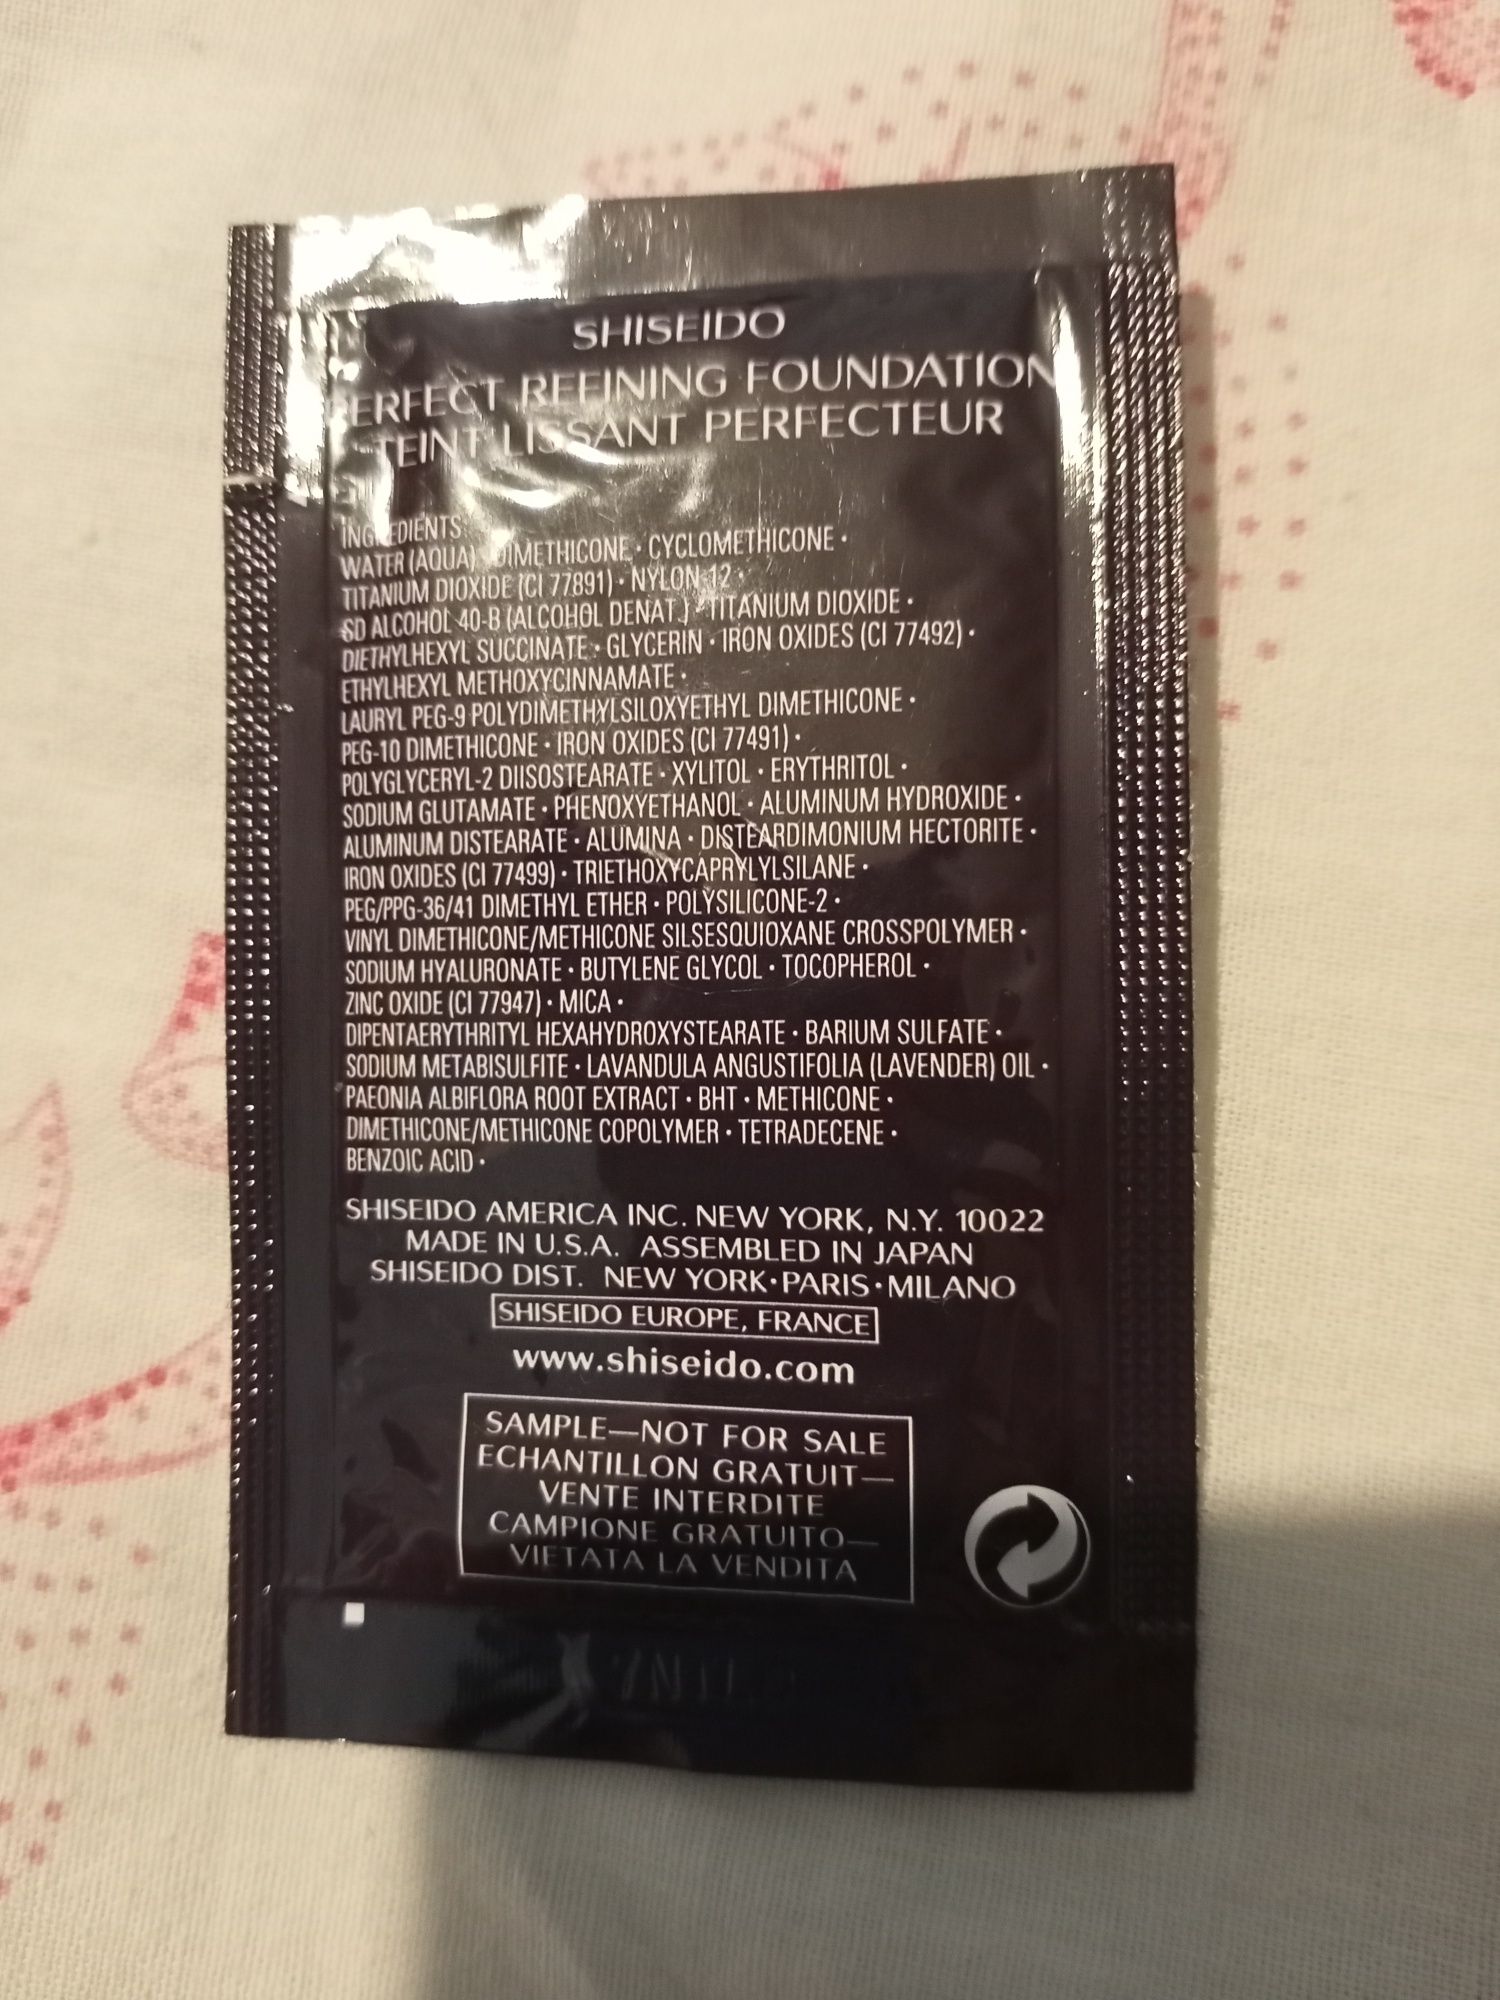 SHISEIDO
PERFECT REFINING FOUNDATION
TEINT LISSANT PERFECTEUR
INGREDIENTS:
WATER (AQUA) · DIMETHICONE · CYCLOMETHICONE ·
TITANIUM DIOXIDE (CI 77891) · NYLON-12 ·
SD ALCOHOL 40-B (ALCOHOL DENAT.) · TITANIUM DIOXIDE ·
DIETHYLHEXYL SUCCINATE · GLYCERIN · IRON OXIDES (CI 77492) ·
ETHYLHEXYL METHOXYCINNAMATE ·
LAURYL PEG-9 POLYDIMETHYLSILOXYETHYL DIMETHICONE ·
PEG-10 DIMETHICONE · IRON OXIDES (CI 77491) ·
POLYGLYCERYL-2 DIISOSTEARATE · XYLITOL · ERYTHRITOL ·
SODIUM GLUTAMATE · PHENOXYETHANOL · ALUMINUM HYDROXIDE ·
ALUMINUM DISTEARATE · ALUMINA · DISTEARDIMONIUM HECTORITE ·
IRON OXIDES (CI 77499) · TRIETHOXYCAPRYLYLSILANE ·
PEG/PPG-36/41 DIMETHYL ETHER · POLYSILICONE-2 ·
VINYL DIMETHICONE/METHICONE SILSESQUIOXANE CROSSPOLYMER ·
SODIUM HYALURONATE · BUTYLENE GLYCOL · TOCOPHEROL ·
ZINC OXIDE (CI 77947) · MICA ·
DIPENTAERYTHRITYL HEXAHYDROXYSTEARATE · BARIUM SULFATE ·
SODIUM METABISULFITE · LAVANDULA ANGUSTIFOLIA (LAVENDER) OIL ·
PAEONIA ALBIFLORA ROOT EXTRACT · BHT · METHICONE ·
DIMETHICONE/METHICONE COPOLYMER · TETRADECENE ·
BENZOIC ACID ·
SHISEIDO AMERICA INC. NEW YORK, N.Y. 10022
MADE IN U.S.A. ASSEMBLED IN JAPAN
SHISEIDO DIST. NEW YORK·PARIS·MILANO
SHISEIDO EUROPE, FRANCE
www.shiseido.com
SAMPLE—NOT FOR SALE
ECHANTILLON GRATUIT—
VENTE INTERDITE
CAMPIONE GRATUITO—
VIETATA LA VENDITA